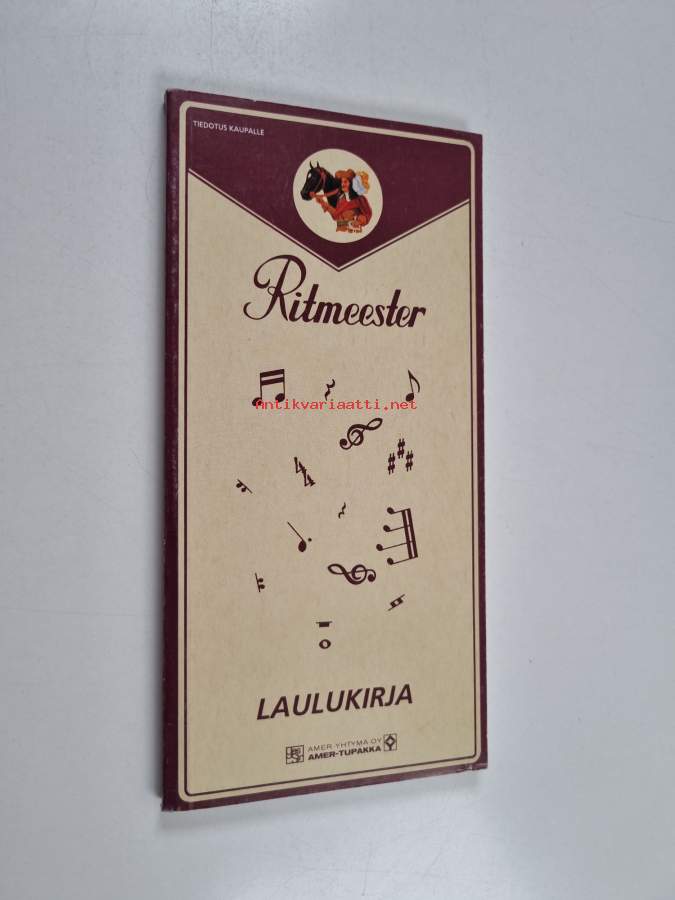 TIEDOTUS KAUPALLE
Ritmeester
Antikvariaatti.net
LAULUKIRJA
AMER-YHTYMÄ OY
AMER-TUPAKKA